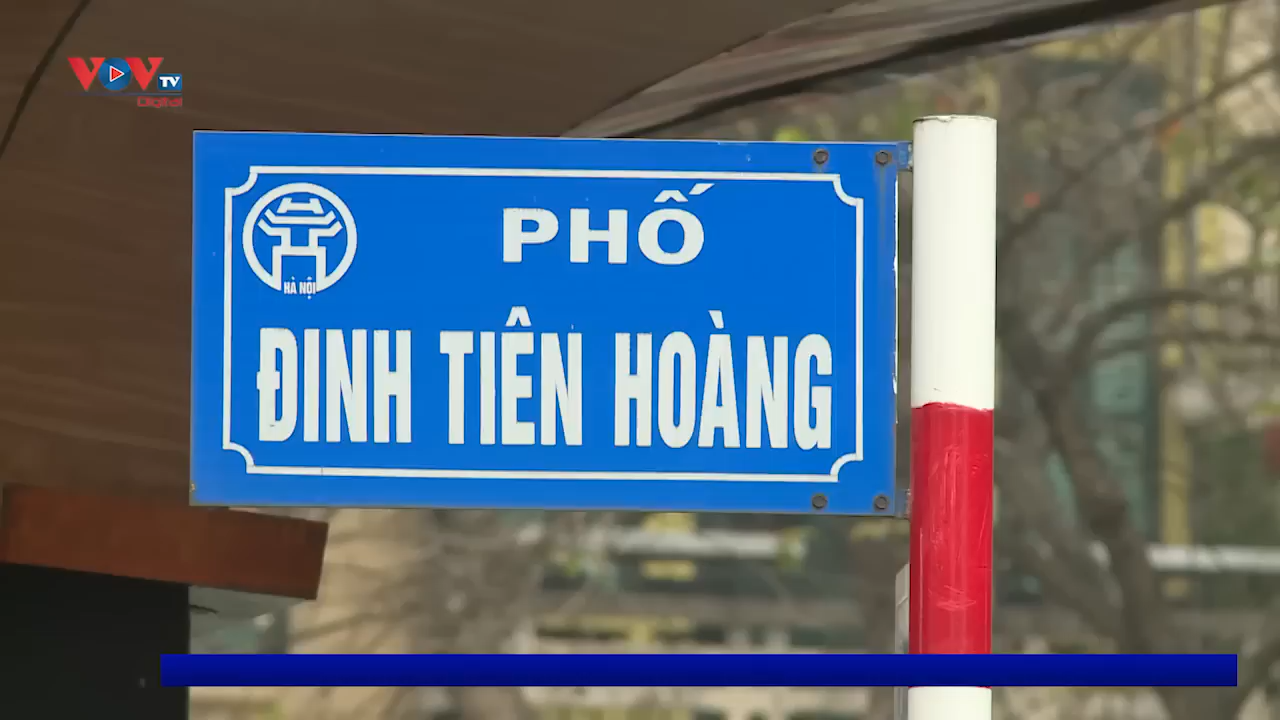 VOV TV
Digital
PHỐ
HÀ NỘI
ĐINH TIÊN HOÀNG